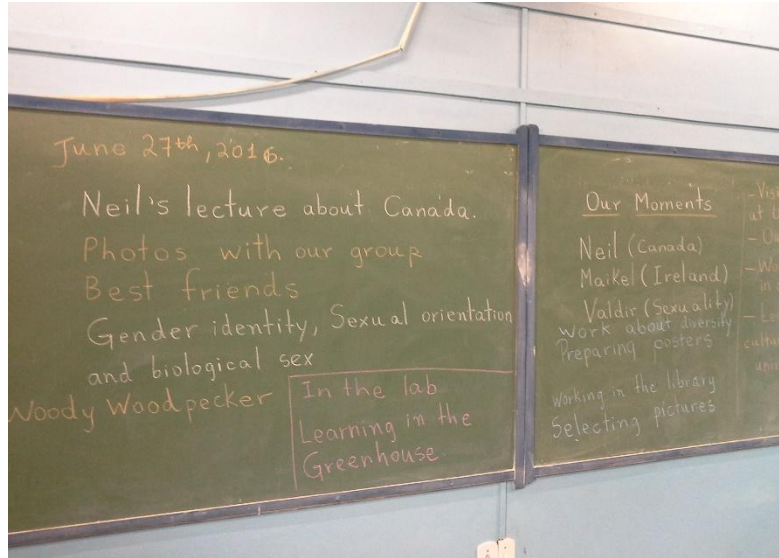 June 27th, 2016.
Neil's lecture about Canada.
Photos with our group
Best friends
Gender identity, Sexual orientation
and biological sex
Woody Woodpecker
In the lab
Learning in the
Greenhouse
Our Moments
Neil (Canada)
Maikel (Ireland)
Valdir (Sexuality)
work about diversity
Preparing posters
working in the library
Selecting pictures
at
in